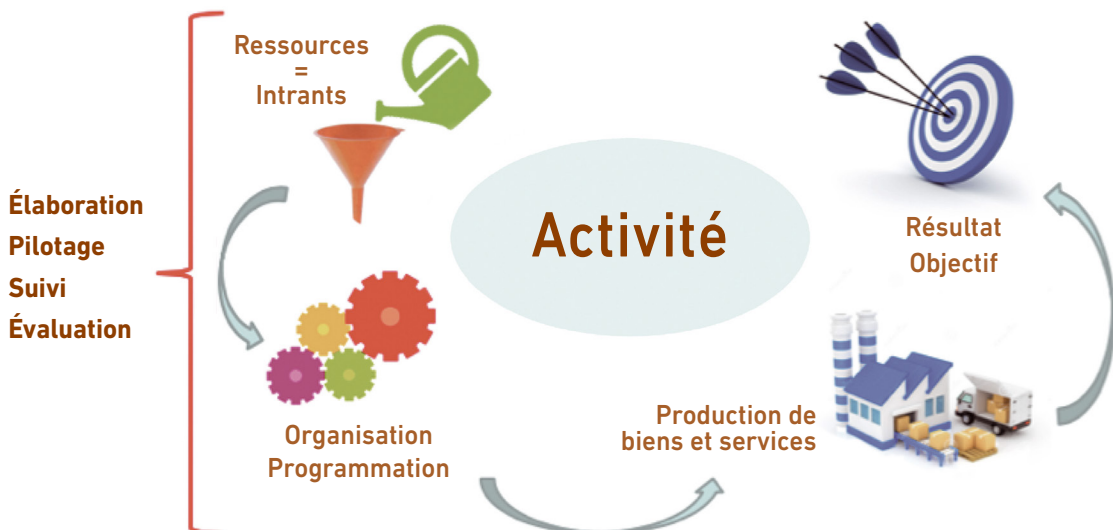 Élaboration
Pilotage
Suivi
Évaluation
Ressources
=
Intrants
Organisation
Programmation
Activité
Production de
biens et services
Résultat
Objectif